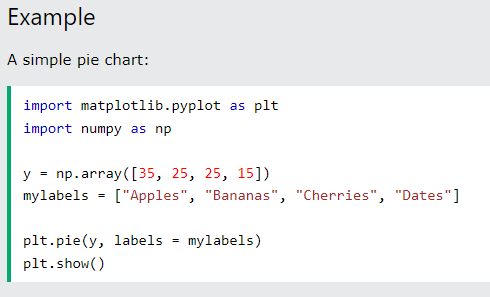 Example
A simple pie chart:
import matplotlib.pyplot as plt
import numpy as np
y = np.array([35, 25, 25, 15])
mylabels = ["Apples", "Bananas", "Cherries", "Dates"]
plt.pie(y, labels = mylabels)
plt.show()